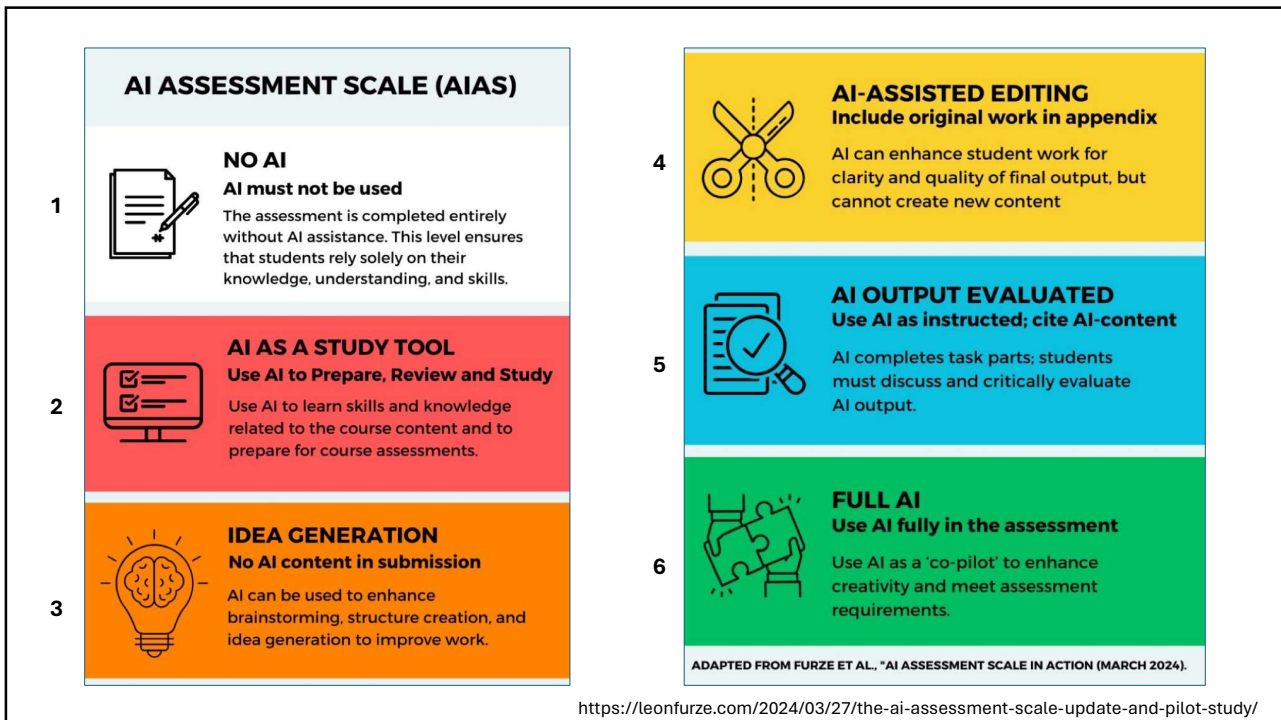 AI ASSESSMENT SCALE (AIAS)
1
NO AI
AI must not be used
The assessment is completed entirely
without AI assistance. This level ensures
that students rely solely on their
knowledge, understanding, and skills.
2
AI AS A STUDY TOOL
Use AI to Prepare, Review and Study
Use AI to learn skills and knowledge
related to the course content and to
prepare for course assessments.
3
IDEA GENERATION
No AI content in submission
AI can be used to enhance
brainstorming, structure creation, and
idea generation to improve work.
4
AI-ASSISTED EDITING
Include original work in appendix
AI can enhance student work for
clarity and quality of final output, but
cannot create new content
5
AI OUTPUT EVALUATED
Use AI as instructed; cite AI-content
AI completes task parts; students
must discuss and critically evaluate
AI output.
6
FULL AI
Use AI fully in the assessment
Use AI as a ‘co-pilot’ to enhance
creativity and meet assessment
requirements.
ADAPTED FROM FURZE ET AL., "AI ASSESSMENT SCALE IN ACTION (MARCH 2024).
https://leonfurze.com/2024/03/27/the-ai-assessment-scale-update-and-pilot-study/